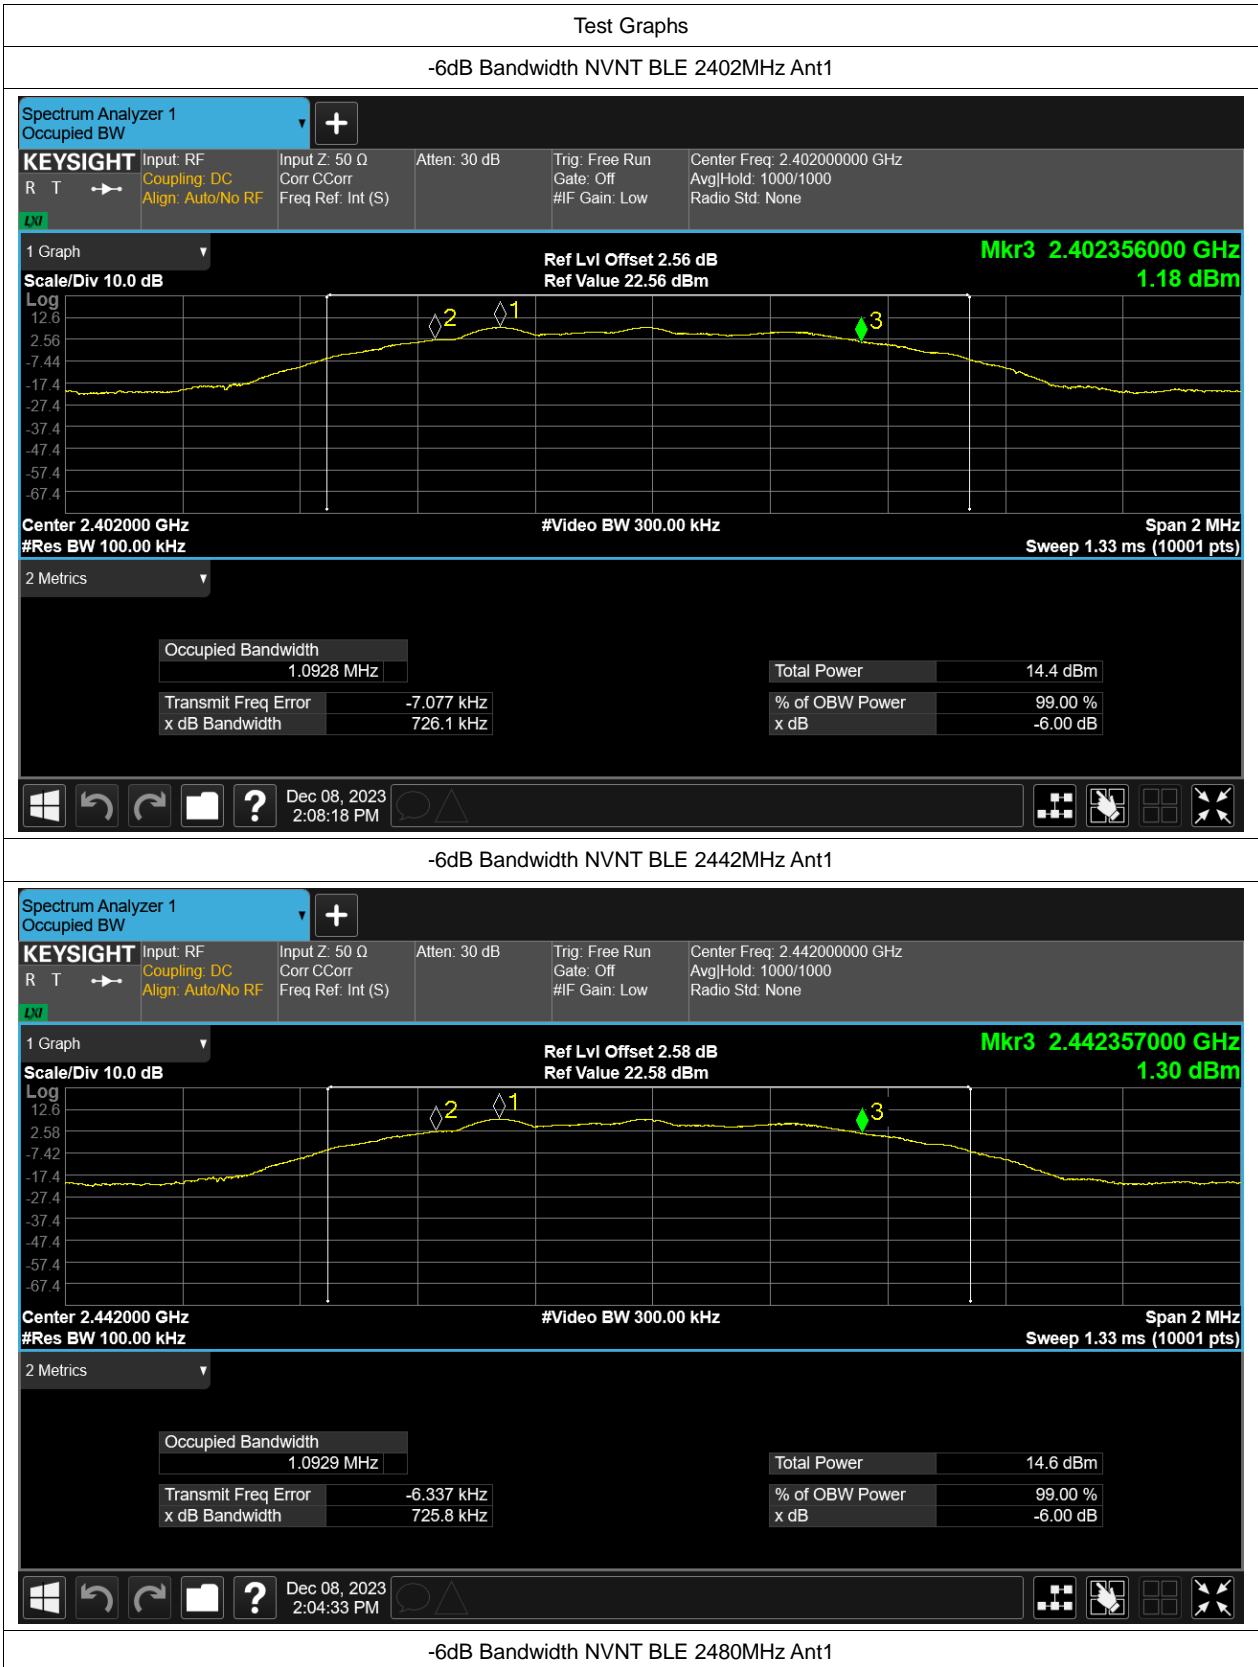 Test Graphs
-6dB Bandwidth NVNT BLE 2402MHz Ant1
Spectrum Analyzer 1
Occupied BW
KEYSIGHT Input: RF Input Z: 50 Ω Atten: 30 dB Trig: Free Run Center Freq: 2.402000000 GHz
R T Coupling: DC Corr CCorr Gate: Off Avg|Hold: 1000/1000
Align: Auto/No RF Freq Ref: Int (S) #IF Gain: Low Radio Std: None
LXI
1 Graph Ref Lvl Offset 2.56 dB Mkr3 2.402356000 GHz
Scale/Div 10.0 dB Ref Value 22.56 dBm 1.18 dBm
Log
12.6
2.56
-7.44
-17.4
-27.4
-37.4
-47.4
-57.4
-67.4
2 1 3
Center 2.402000 GHz #Video BW 300.00 kHz Span 2 MHz
#Res BW 100.00 kHz Sweep 1.33 ms (10001 pts)
2 Metrics
Occupied Bandwidth
1.0928 MHz Total Power 14.4 dBm
Transmit Freq Error -7.077 kHz % of OBW Power 99.00 %
x dB Bandwidth 726.1 kHz x dB -6.00 dB
? Dec 08, 2023
2:08:18 PM
-6dB Bandwidth NVNT BLE 2442MHz Ant1
Spectrum Analyzer 1
Occupied BW
KEYSIGHT Input: RF Input Z: 50 Ω Atten: 30 dB Trig: Free Run Center Freq: 2.442000000 GHz
R T Coupling: DC Corr CCorr Gate: Off Avg|Hold: 1000/1000
Align: Auto/No RF Freq Ref: Int (S) #IF Gain: Low Radio Std: None
LXI
1 Graph Ref Lvl Offset 2.58 dB Mkr3 2.442357000 GHz
Scale/Div 10.0 dB Ref Value 22.58 dBm 1.30 dBm
Log
12.6
2.58
-7.42
-17.4
-27.4
-37.4
-47.4
-57.4
-67.4
2 1 3
Center 2.442000 GHz #Video BW 300.00 kHz Span 2 MHz
#Res BW 100.00 kHz Sweep 1.33 ms (10001 pts)
2 Metrics
Occupied Bandwidth
1.0929 MHz Total Power 14.6 dBm
Transmit Freq Error -6.337 kHz % of OBW Power 99.00 %
x dB Bandwidth 725.8 kHz x dB -6.00 dB
? Dec 08, 2023
2:04:33 PM
-6dB Bandwidth NVNT BLE 2480MHz Ant1